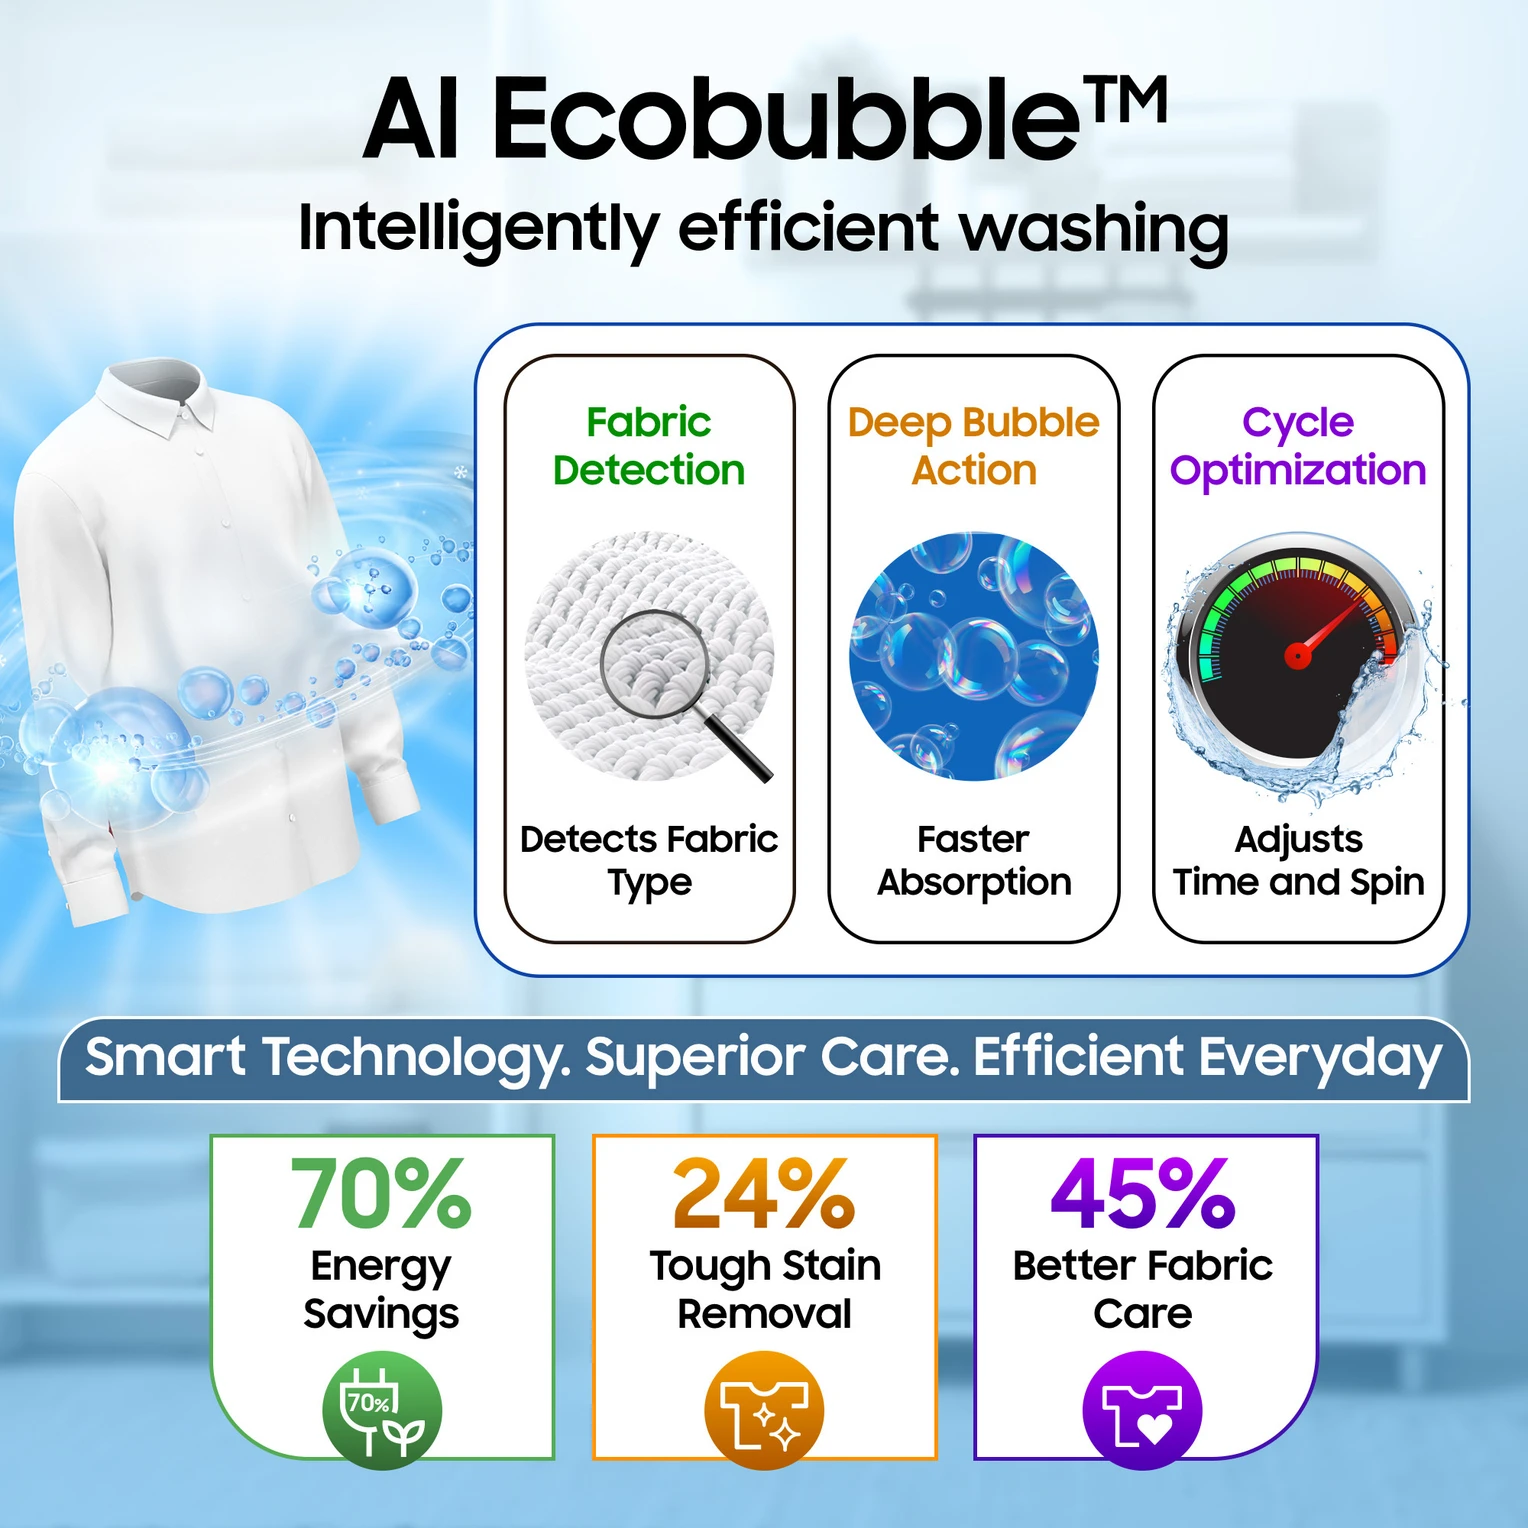 AI Ecobubble™
Intelligently efficient washing
Fabric
Detection
Detects Fabric
Type
Deep Bubble
Action
Faster
Absorption
Cycle
Optimization
Adjusts
Time and Spin
Smart Technology. Superior Care. Efficient Everyday
70%
Energy
Savings
70%
24%
Tough Stain
Removal
45%
Better Fabric
Care